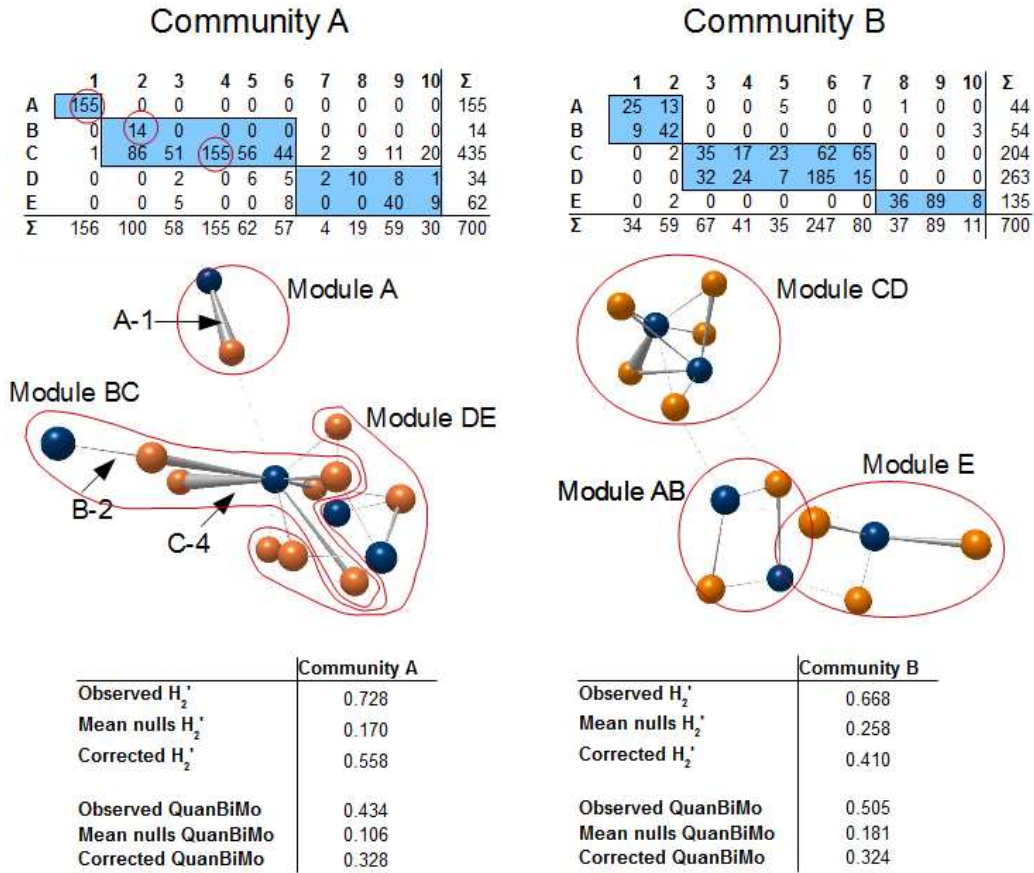 Community A
1 2 3 4 5 6 7 8 9 10 Σ
A 155 0 0 0 0 0 0 0 0 0 155
B 0 14 0 0 0 0 0 0 0 0 14
C 1 86 51 155 56 44 2 9 11 20 435
D 0 0 2 0 6 5 2 10 8 1 34
E 0 0 5 0 0 8 0 0 40 9 62
Σ 156 100 58 155 62 57 4 19 59 30 700
Module A
A-1
Module BC
Module DE
B-2
C-4
Community A
Observed H2' 0.728
Mean nulls H2' 0.170
Corrected H2' 0.558
Observed QuanBiMo 0.434
Mean nulls QuanBiMo 0.106
Corrected QuanBiMo 0.328
Community B
1 2 3 4 5 6 7 8 9 10 Σ
A 25 13 0 0 5 0 0 1 0 0 44
B 9 42 0 0 0 0 0 0 0 3 54
C 0 2 35 17 23 62 65 0 0 0 204
D 0 0 32 24 7 185 15 0 0 0 263
E 0 2 0 0 0 0 0 36 89 8 135
Σ 34 59 67 41 35 247 80 37 89 11 700
Module CD
Module AB
Module E
Community B
Observed H2' 0.668
Mean nulls H2' 0.258
Corrected H2' 0.410
Observed QuanBiMo 0.505
Mean nulls QuanBiMo 0.181
Corrected QuanBiMo 0.324